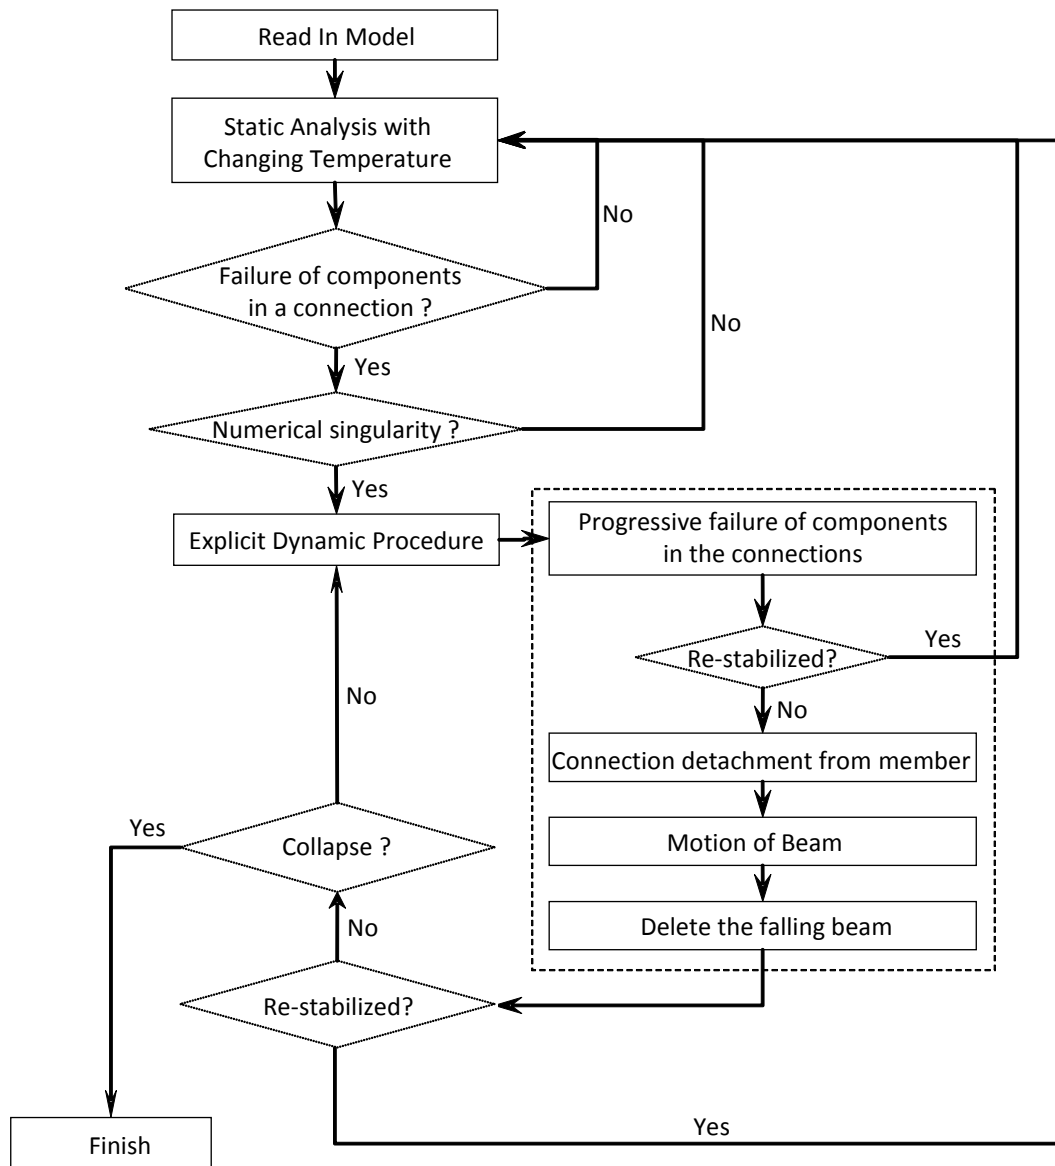 Read In Model
Static Analysis with
Changing Temperature
No
Failure of components
in a connection ?
No
Yes
Numerical singularity ?
Yes
Explicit Dynamic Procedure
Progressive failure of components
in the connections
Yes
Re-stabilized?
No
No
Connection detachment from member
Yes
Collapse ?
Motion of Beam
No
Delete the falling beam
Re-stabilized?
Yes
Finish